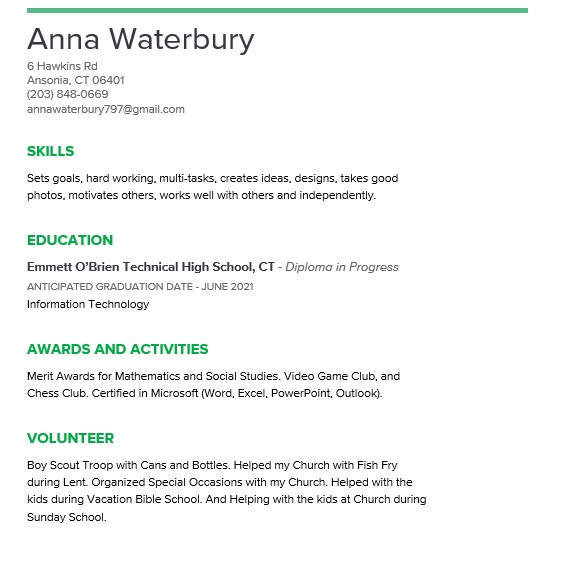 Anna Waterbury
6 Hawkins Rd
Ansonia, CT 06401
(203) 848-0669
annawaterbury797@gmail.com
SKILLS
Sets goals, hard working, multi-tasks, creates ideas, designs, takes good
photos, motivates others, works well with others and independently.
EDUCATION
Emmett O'Brien Technical High School, CT - Diploma in Progress
ANTICIPATED GRADUATION DATE - JUNE 2021
Information Technology
AWARDS AND ACTIVITIES
Merit Awards for Mathematics and Social Studies. Video Game Club, and
Chess Club. Certified in Microsoft (Word, Excel, PowerPoint, Outlook).
VOLUNTEER
Boy Scout Troop with Cans and Bottles. Helped my Church with Fish Fry
during Lent. Organized Special Occasions with my Church. Helped with the
kids during Vacation Bible School. And Helping with the kids at Church during
Sunday School.